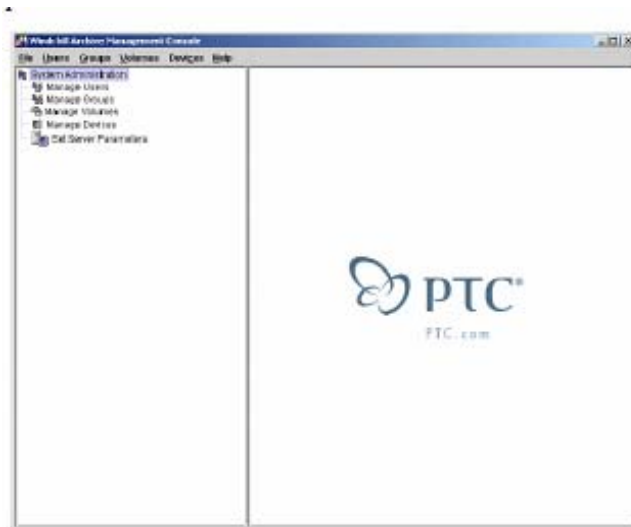 Windchill Archive Management Console
File Users Groups Volumes Devices Help
System Administration
Manage Users
Manage Groups
Manage Volumes
Manage Devices
Set Server Parameters
PTC®
PTC.com